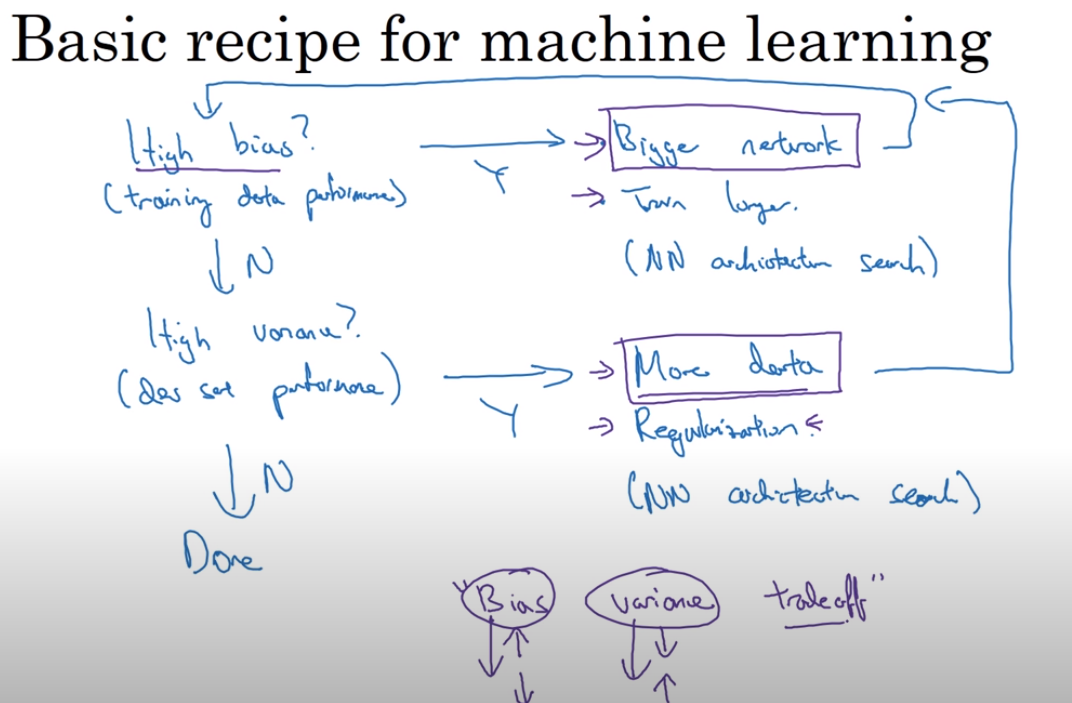 Basic recipe for machine learning
High bias?
(training data performance)
Y
Bigge network
Train longer.
(NN architecture search)
N
High variance?
(dev set performance)
Y
More data
Regularization
(NN architecture search)
N
Done
"Bias variance tradeoff"